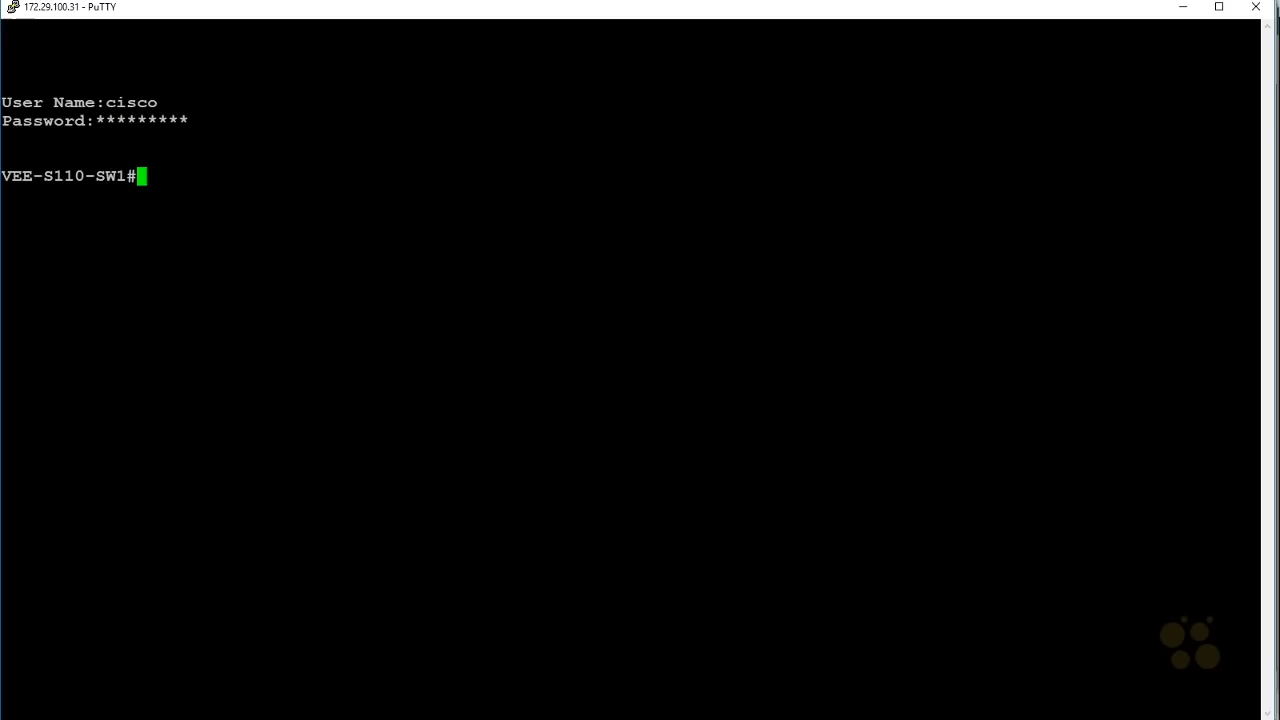 172.29.100.31 - PuTTY
User Name:cisco
Password:*********
VEE-S110-SW1#